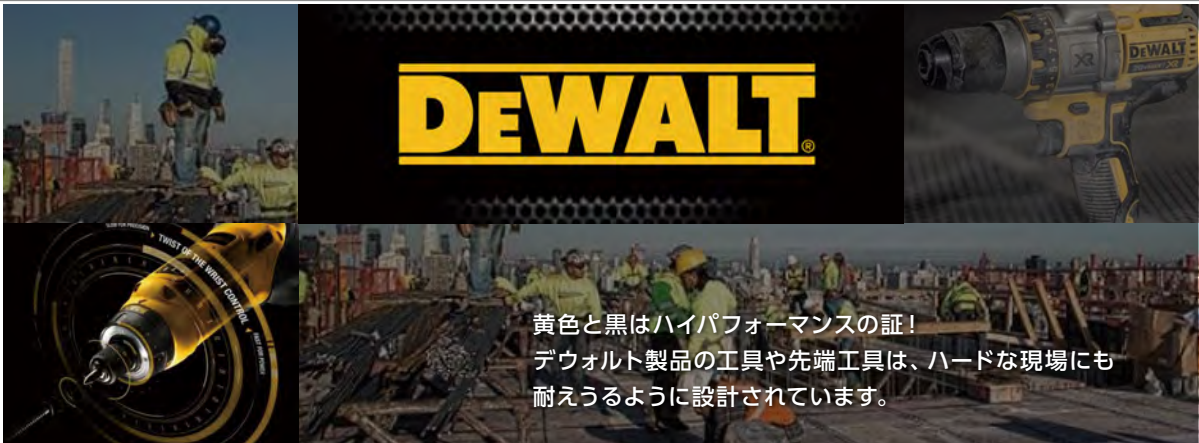 DEWALT®
XR
DEWALT
TWIST OF THE WRIST CONTROL
黄色と黒はハイパフォーマンスの証！
デウォルト製品の工具や先端工具は、ハードな現場にも
耐えうるように設計されています。